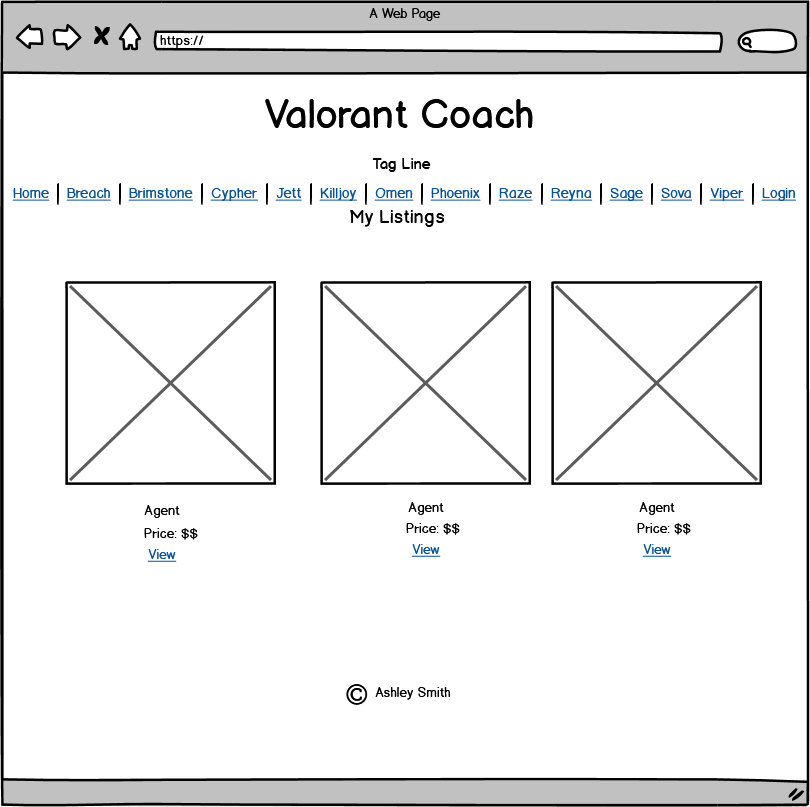 A Web Page
https://
Valorant Coach
Tag Line
Home Breach Brimstone Cypher Jett Killjoy Omen Phoenix Raze Reyna Sage Sova Viper Login
My Listings
Agent
Price: $$
View
Agent
Price: $$
View
Agent
Price: $$
View
© Ashley Smith